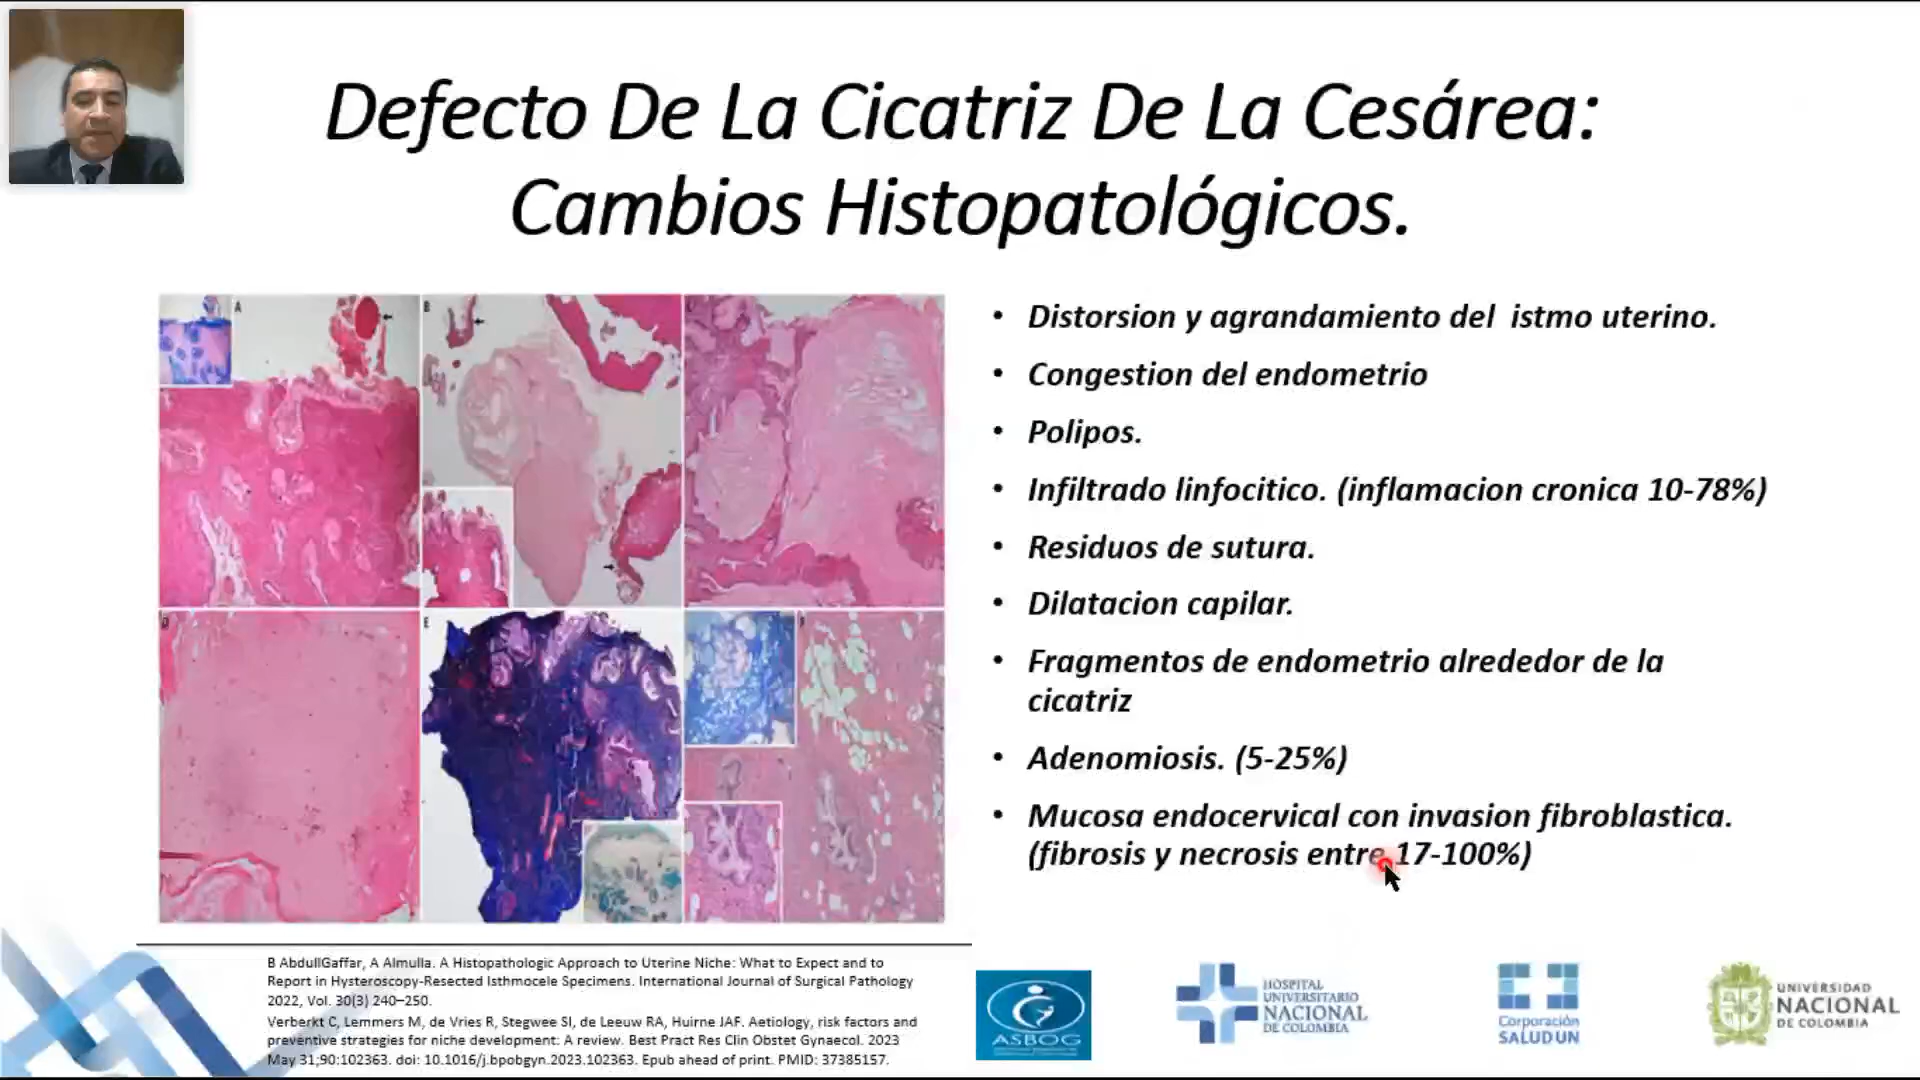 Defecto De La Cicatriz De La Cesárea:
Cambios Histopatológicos.
A
B
D
E
F
• Distorsion y agrandamiento del istmo uterino.
• Congestion del endometrio
• Polipos.
• Infiltrado linfocitico. (inflamacion cronica 10-78%)
• Residuos de sutura.
• Dilatacion capilar.
• Fragmentos de endometrio alrededor de la
cicatriz
• Adenomiosis. (5-25%)
• Mucosa endocervical con invasion fibroblastica.
(fibrosis y necrosis entre 17-100%)
B AbdullGaffar, A Almulla. A Histopathologic Approach to Uterine Niche: What to Expect and to
Report in Hysteroscopy-Resected Isthmocele Specimens. International Journal of Surgical Pathology
2022, Vol. 30(3) 240–250.
Verberkt C, Lemmers M, de Vries R, Stegwee SI, de Leeuw RA, Huirne JAF. Aetiology, risk factors and
preventive strategies for niche development: A review. Best Pract Res Clin Obstet Gynaecol. 2023
May 31;90:102363. doi: 10.1016/j.bpobgyn.2023.102363. Epub ahead of print. PMID: 37385157.
ASBOG
HOSPITAL
UNIVERSITARIO
NACIONAL
DE COLOMBIA
Corporación
SALUD UN
UNIVERSIDAD
NACIONAL
DE COLOMBIA